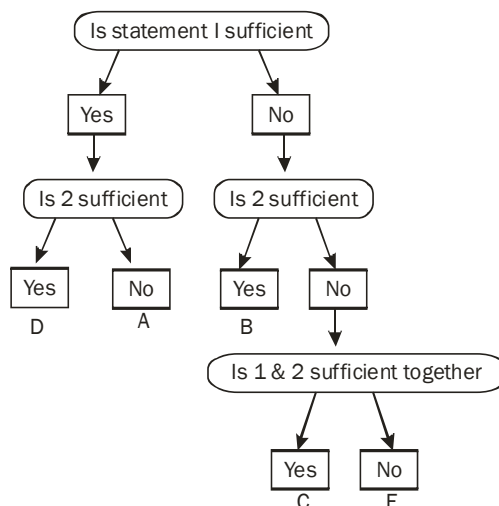 Is statement I sufficient
Yes No
Is 2 sufficient Is 2 sufficient
Yes No Yes No
D A B
Is 1 & 2 sufficient together
Yes No
C E